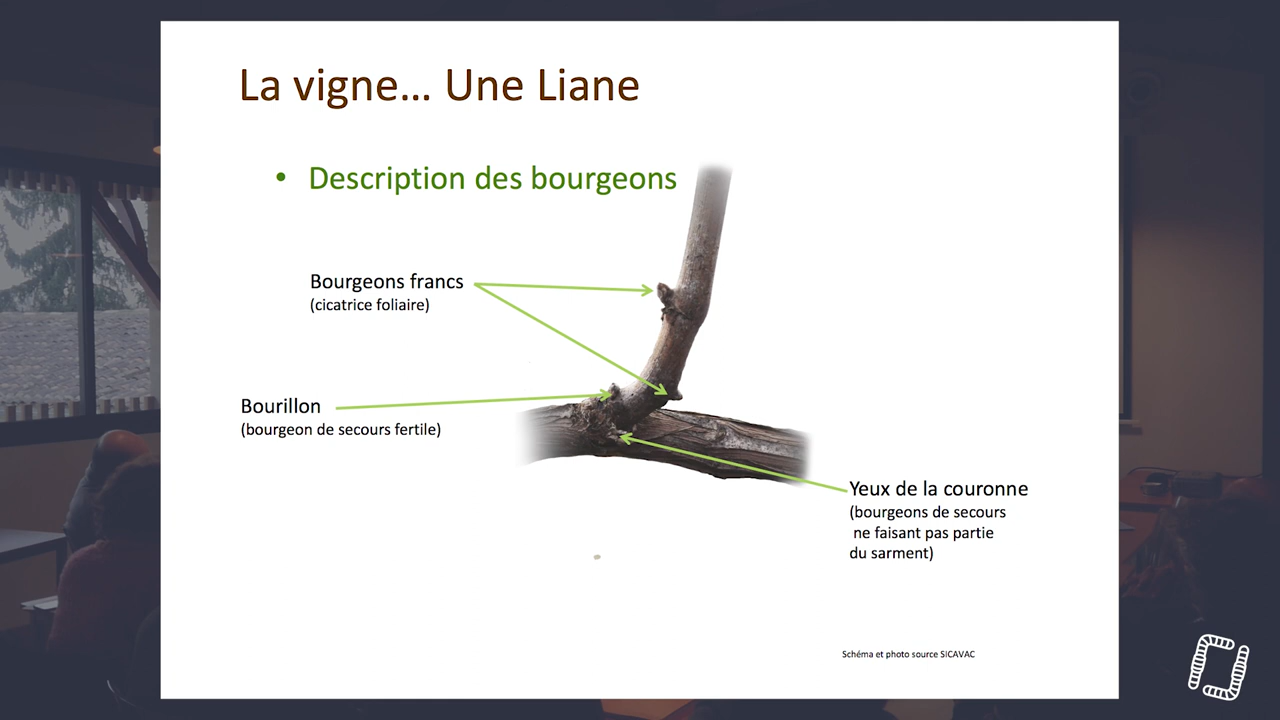 La vigne... Une Liane
• Description des bourgeons
Bourgeons francs
(cicatrice foliaire)
Bourillon
(bourgeon de secours fertile)
Yeux de la couronne
(bourgeons de secours
ne faisant pas partie
du sarment)
Schéma et photo source SICAVAC